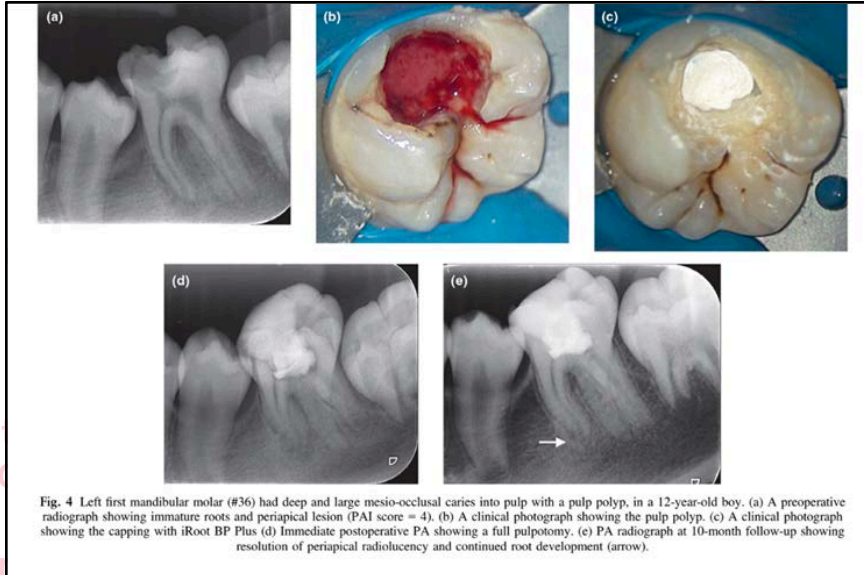 (a)
(b)
(c)
(d)
(e)
Fig. 4 Left first mandibular molar (#36) had deep and large mesio-occlusal caries into pulp with a pulp polyp, in a 12-year-old boy. (a) A preoperative
radiograph showing immature roots and periapical lesion (PAI score = 4). (b) A clinical photograph showing the pulp polyp. (c) A clinical photograph
showing the capping with iRoot BP Plus (d) Immediate postoperative PA showing a full pulpotomy. (e) PA radiograph at 10-month follow-up showing
resolution of periapical radiolucency and continued root development (arrow).